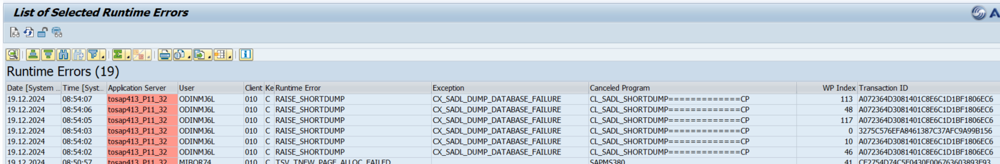 List of Selected Runtime Errors
A
Runtime Errors (19)
Date [System ... Time [Syst... Application Server User Client Ke Runtime Error Exception Canceled Program WP Index Transaction ID
19.12.2024 08:54:07 tosap413_P11_32 ODINMJ6L 010 C RAISE_SHORTDUMP CX_SADL_DUMP_DATABASE_FAILURE CL_SADL_SHORTDUMP=============CP 113 A072364D3081401C8E6C1D1BF1806EC6
19.12.2024 08:54:06 tosap413_P11_32 ODINMJ6L 010 C RAISE_SHORTDUMP CX_SADL_DUMP_DATABASE_FAILURE CL_SADL_SHORTDUMP=============CP 48 A072364D3081401C8E6C1D1BF1806EC6
19.12.2024 08:54:05 tosap413_P11_32 ODINMJ6L 010 C RAISE_SHORTDUMP CX_SADL_DUMP_DATABASE_FAILURE CL_SADL_SHORTDUMP=============CP 117 A072364D3081401C8E6C1D1BF1806EC6
19.12.2024 08:54:03 tosap413_P11_32 ODINMJ6L 010 C RAISE_SHORTDUMP CX_SADL_DUMP_DATABASE_FAILURE CL_SADL_SHORTDUMP=============CP 0 3275C576EFA8461387C37AFC9A99B156
19.12.2024 08:54:02 tosap413_P11_32 ODINMJ6L 010 C RAISE_SHORTDUMP CX_SADL_DUMP_DATABASE_FAILURE CL_SADL_SHORTDUMP=============CP 10 A072364D3081401C8E6C1D1BF1806EC6
19.12.2024 08:54:02 tosap413_P11_32 ODINMJ6L 010 C RAISE_SHORTDUMP CX_SADL_DUMP_DATABASE_FAILURE CL_SADL_SHORTDUMP=============CP 46 A072364D3081401C8E6C1D1BF1806EC6
19.12.2024 08:50:57 tosap413_P11_32 MIBOR74 010 C TSV_TNEW_PAGE_ALLOC_FAILED SAPMS380 41